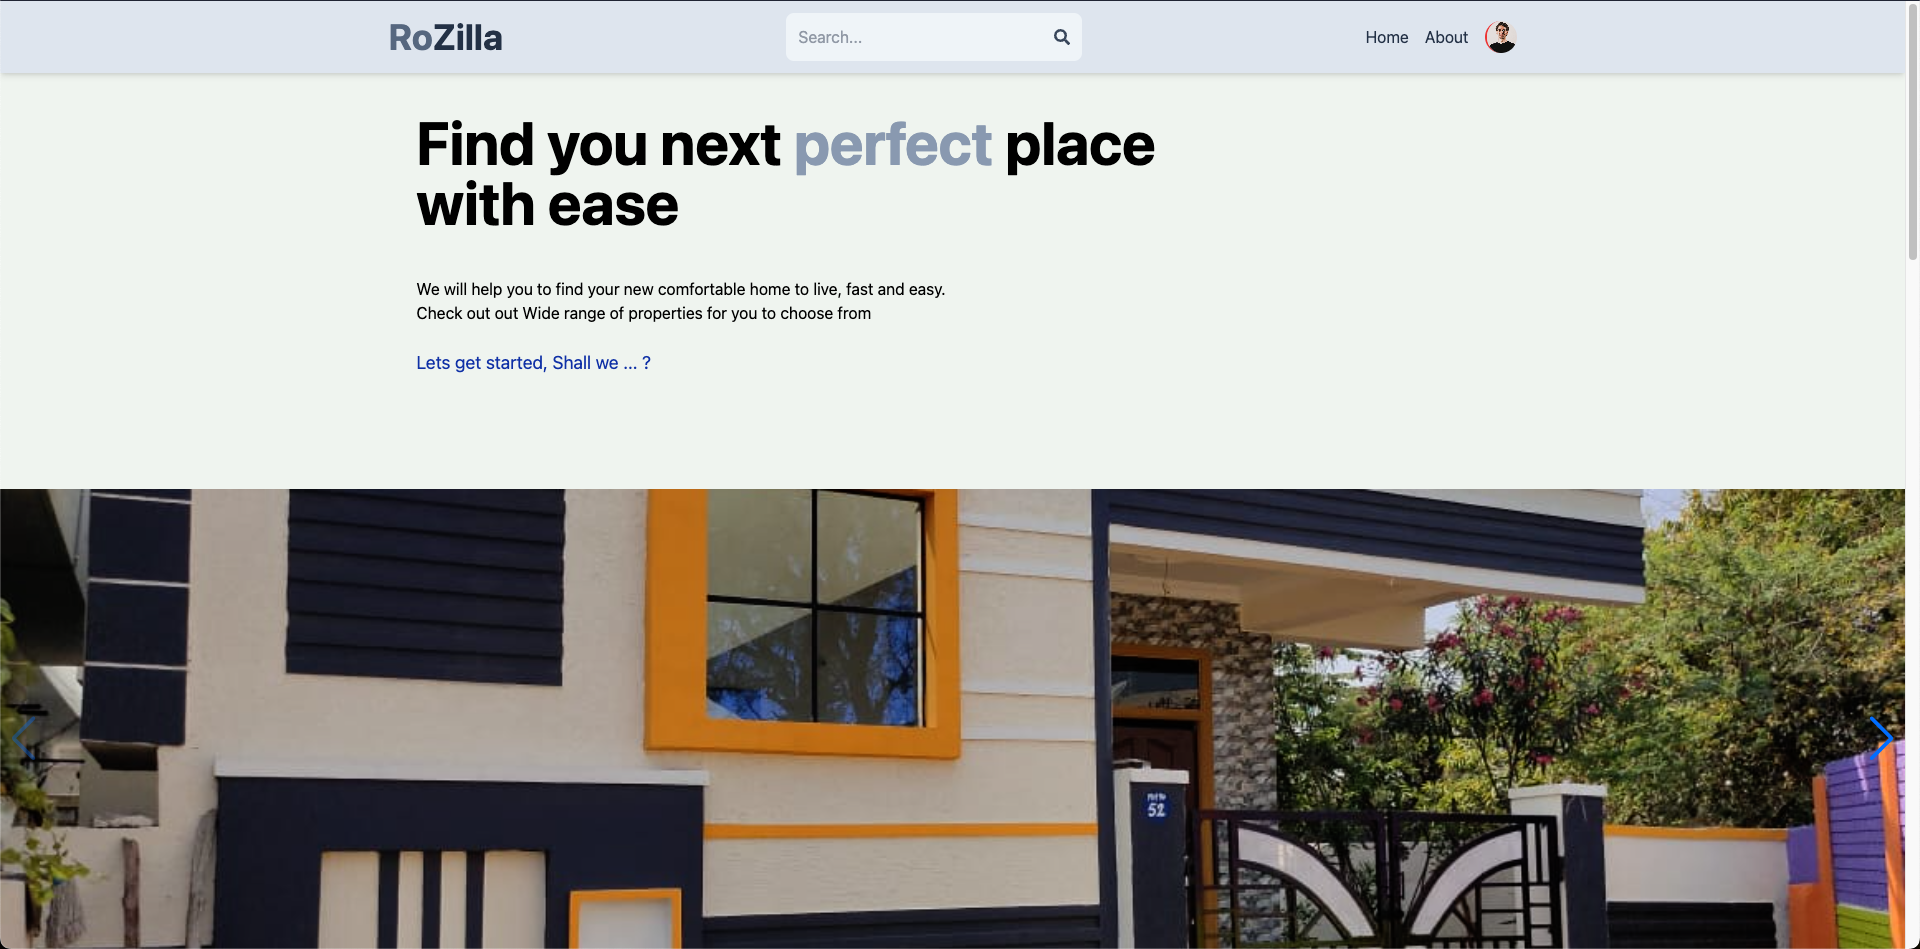 RoZilla
Search...
Home
About
Find you next perfect place
with ease
We will help you to find your new comfortable home to live, fast and easy.
Check out out Wide range of properties for you to choose from
Lets get started, Shall we ... ?
52